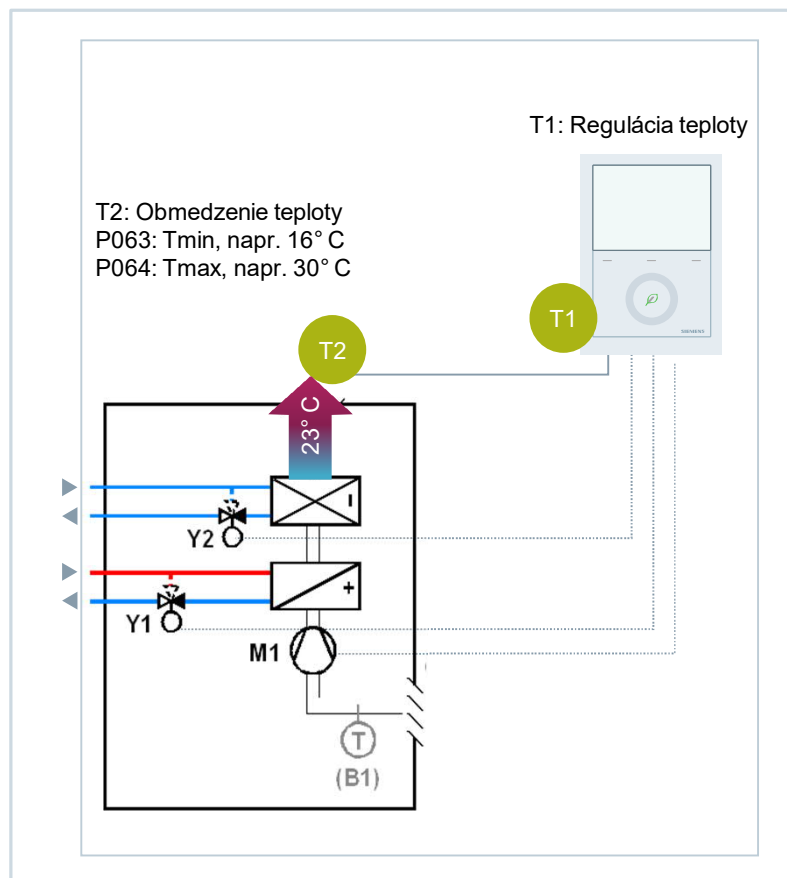 T1: Regulácia teploty
T2: Obmedzenie teploty
P063: Tmin, napr. 16° C
P064: Tmax, napr. 30° C
T1
SIEMENS
T2
23° C
-
Y2
+
Y1
M1
T
(B1)